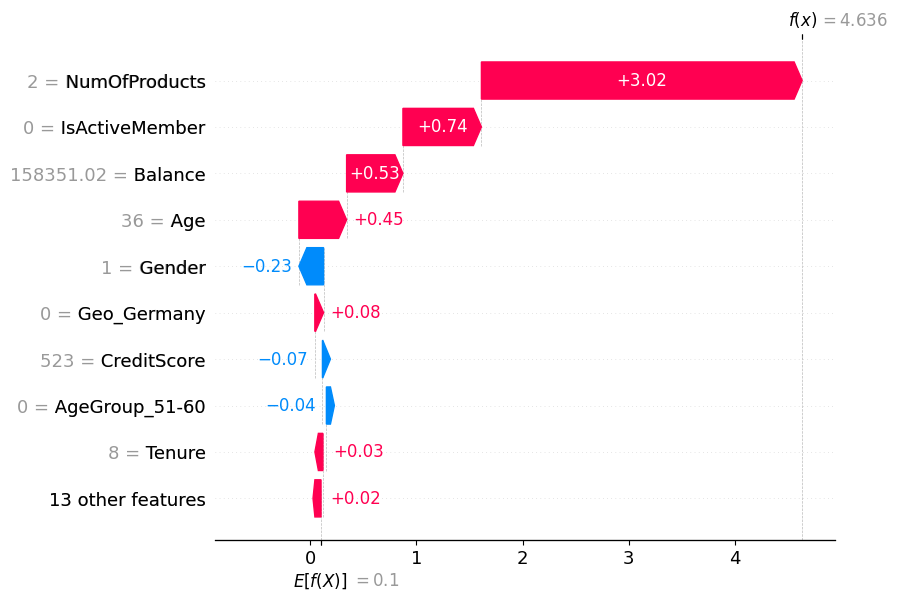 f(x) = 4.636
2 = NumOfProducts +3.02
0 = IsActiveMember +0.74
158351.02 = Balance +0.53
36 = Age +0.45
1 = Gender −0.23
0 = Geo_Germany +0.08
523 = CreditScore −0.07
0 = AgeGroup_51-60 −0.04
8 = Tenure +0.03
13 other features +0.02
0 1 2 3 4
E[f(X)] = 0.1